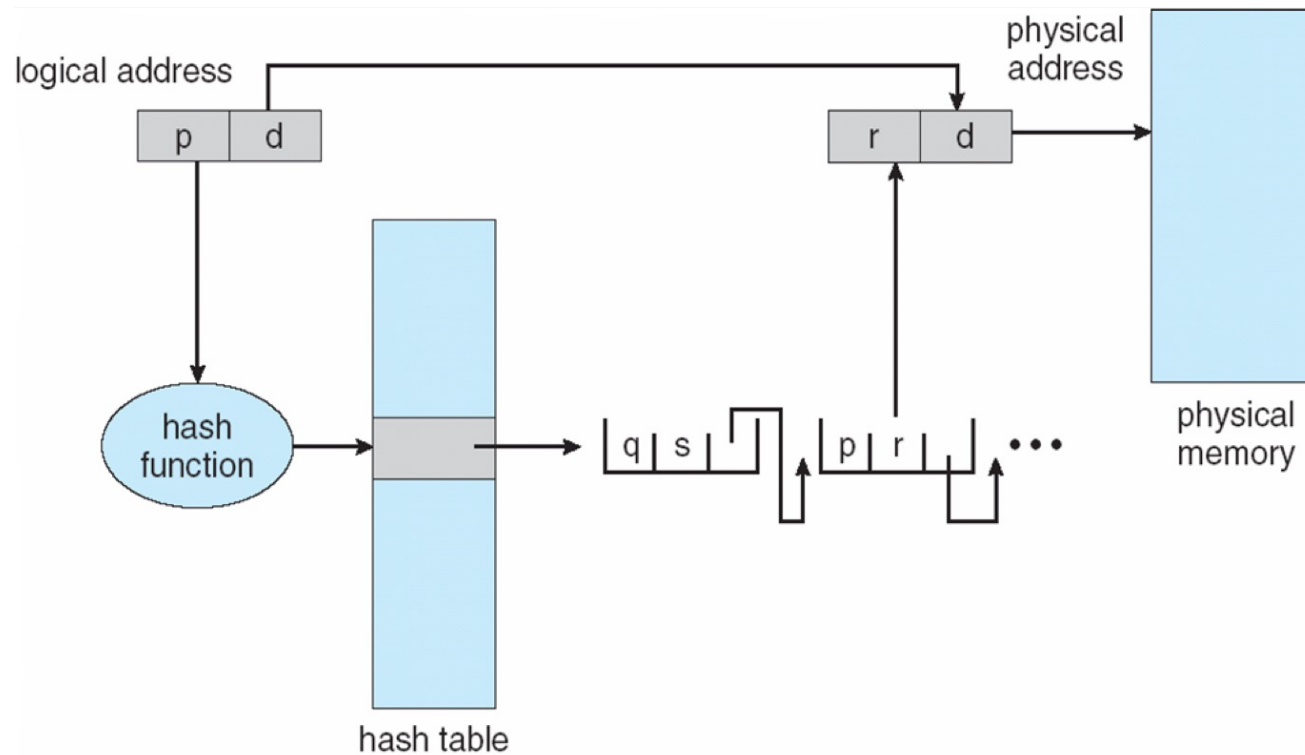 logical address
p d
physical
address
r d
hash
function
q s
p r
•••
physical
memory
hash table